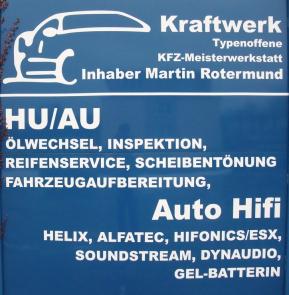 Kraftwerk
Typenoffene
KFZ-Meisterwerkstatt
Inhaber Martin Rotermund
HU/AU
ÖLWECHSEL, INSPEKTION,
REIFENSERVICE, SCHEIBENTÖNUNG
FAHRZEUGAUFBEREITUNG,
Auto Hifi
HELIX, ALFATEC, HIFONICS/ESX,
SOUNDSTREAM, DYNAUDIO,
GEL-BATTERIN